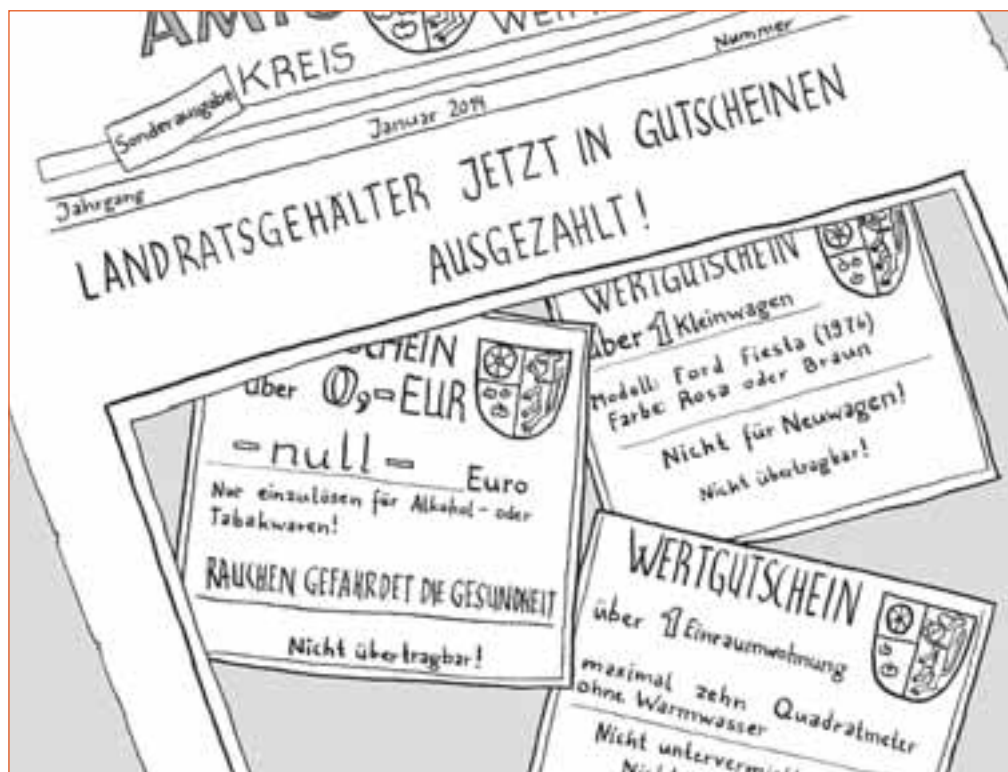 KREIS
Sonderausgabe
Jahrgang
Januar 2014
Nummer
LANDRATSGEHÄLTER JETZT IN GUTSCHEINEN
AUSGEZAHLT!
über 0,-EUR
-null- Euro
Nur einzulösen für Alkohol- oder
Tabakwaren!
RAUCHEN GEFÄHRDET DIE GESUNDHEIT
Nicht übertragbar!
WERTGUTSCHEIN
über 1 Kleinwagen
Modell: Ford Fiesta (1976)
Farbe: Rosa oder Braun
Nicht für Neuwagen!
Nicht übertragbar!
WERTGUTSCHEIN
über 1 Einraumwohnung
maximal zehn Quadratmeter
ohne Warmwasser